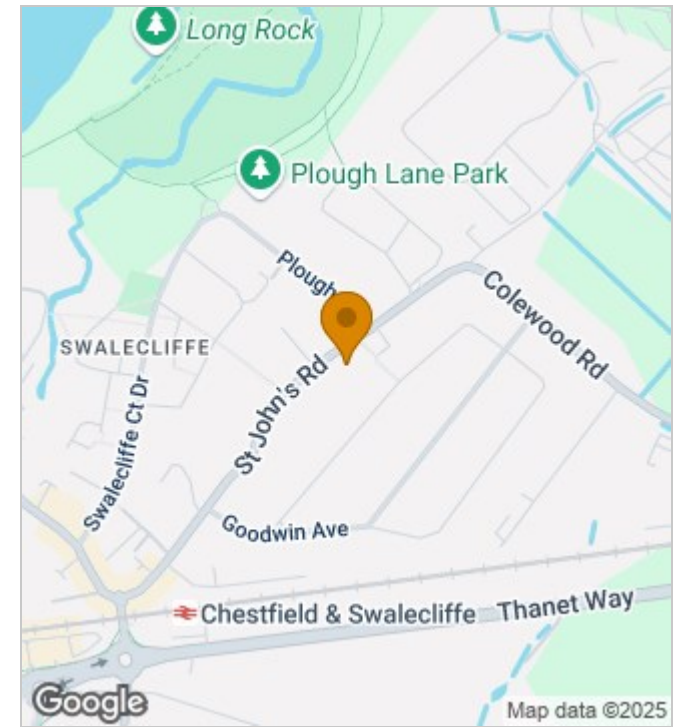 Long Rock
Plough Lane Park
Plough
Colewood Rd
SWALECLIFFE
St John's Rd
Swalecliffe Ct Dr
Goodwin Ave
Chestfield & Swalecliffe
Thanet Way
Google
Map data ©2025